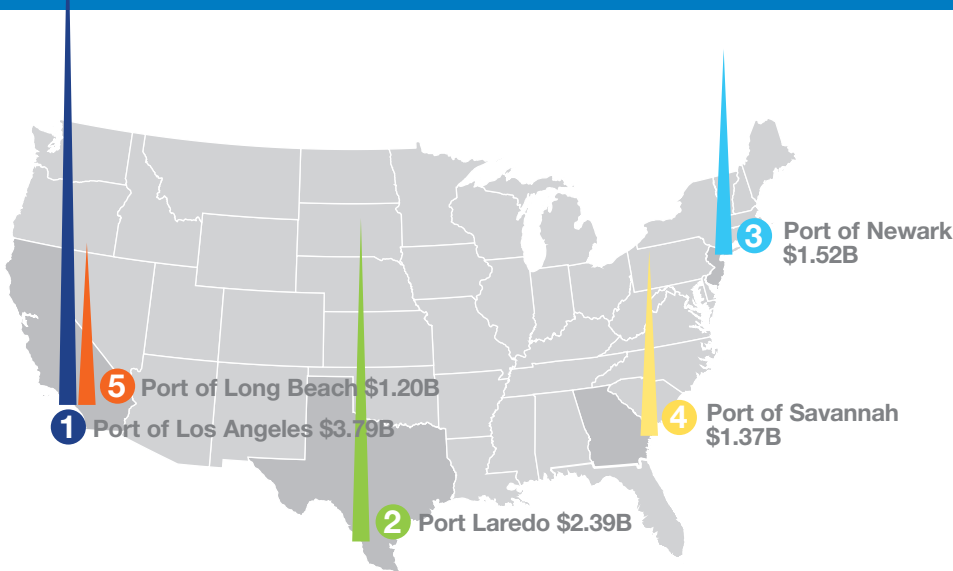 3 Port of Newark
$1.52B
5 Port of Long Beach $1.20B
1 Port of Los Angeles $3.79B
4 Port of Savannah
$1.37B
2 Port Laredo $2.39B